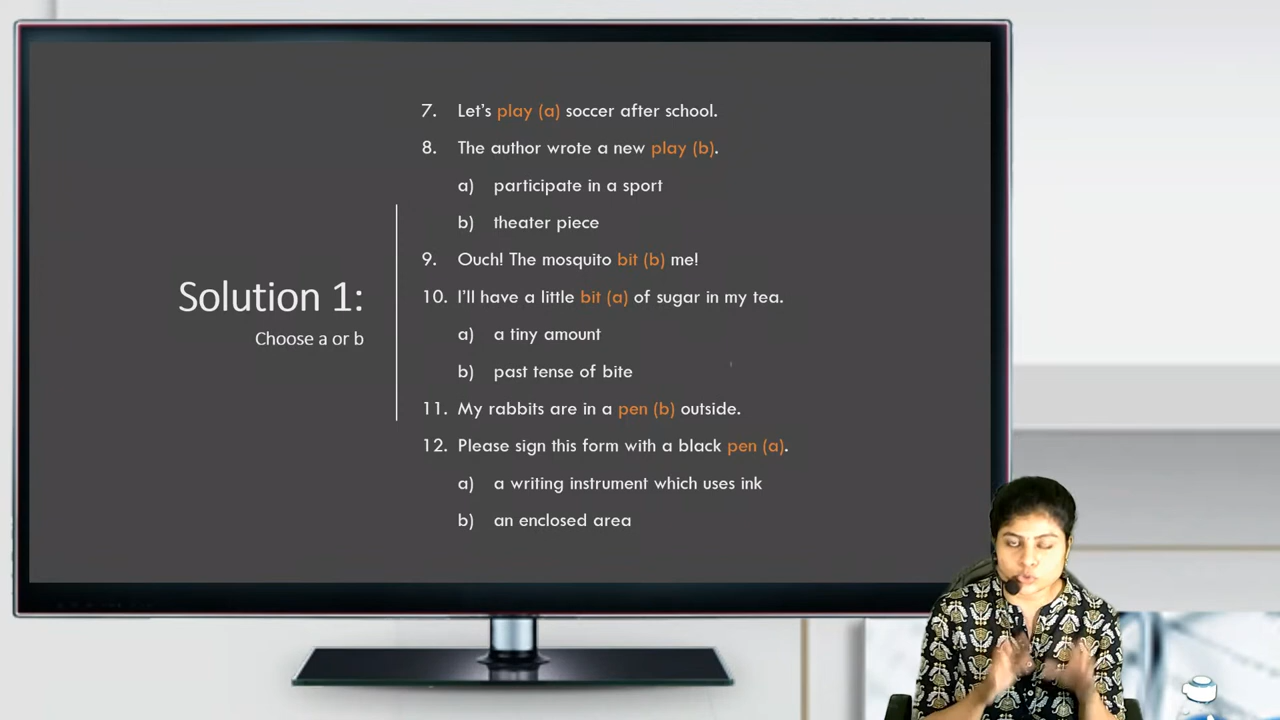 Solution 1:
Choose a or b
7. Let's play (a) soccer after school.
8. The author wrote a new play (b).
a) participate in a sport
b) theater piece
9. Ouch! The mosquito bit (b) me!
10. I'll have a little bit (a) of sugar in my tea.
a) a tiny amount
b) past tense of bite
11. My rabbits are in a pen (b) outside.
12. Please sign this form with a black pen (a).
a) a writing instrument which uses ink
b) an enclosed area